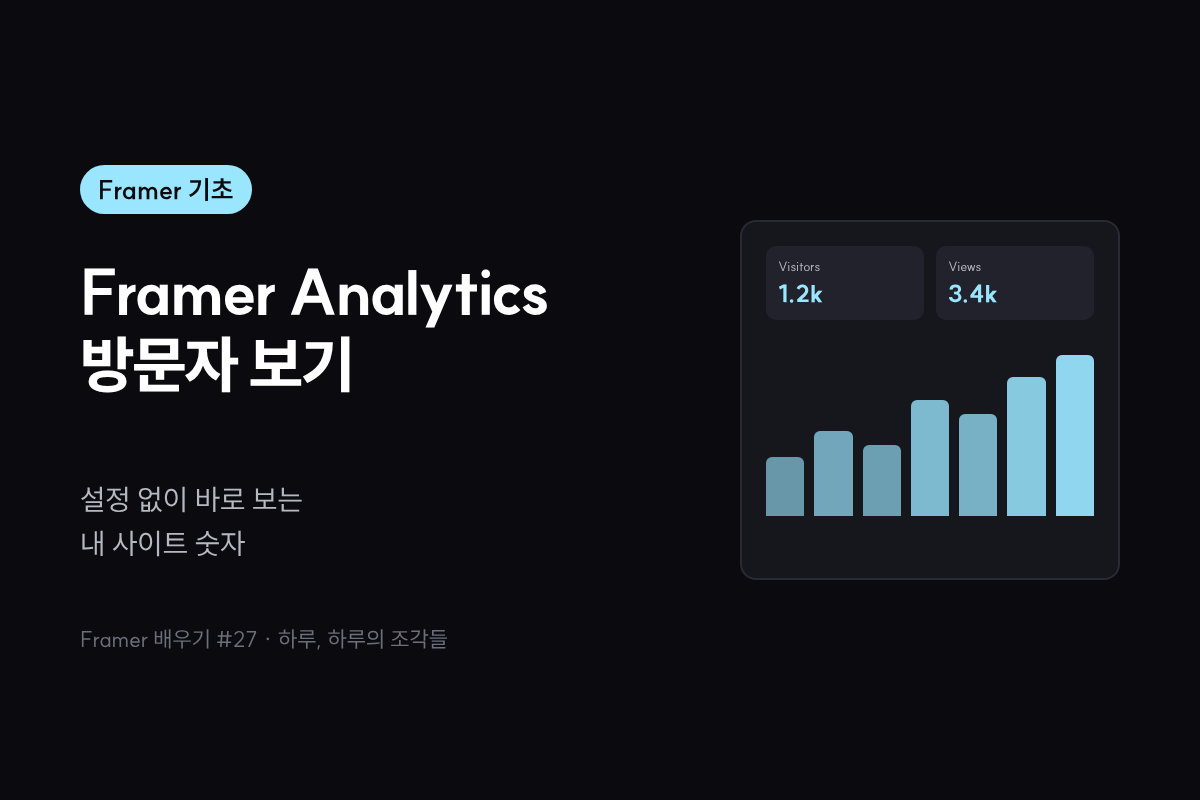 Framer 기초
Framer Analytics
방문자 보기
설정 없이 바로 보는
내 사이트 숫자
Framer 배우기 #27 · 하루, 하루의 조각들
Visitors
1.2k
Views
3.4k